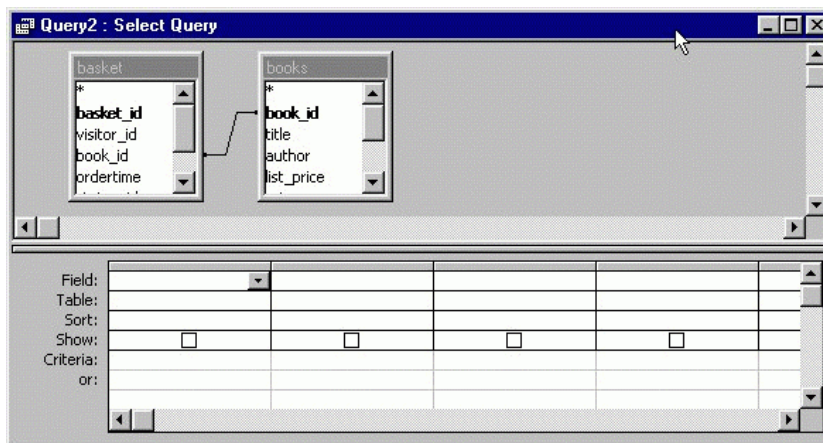 Query2 : Select Query
basket
*
basket_id
visitor_id
book_id
ordertime
books
*
book_id
title
author
list_price
Field:
Table:
Sort:
Show:
Criteria:
or: